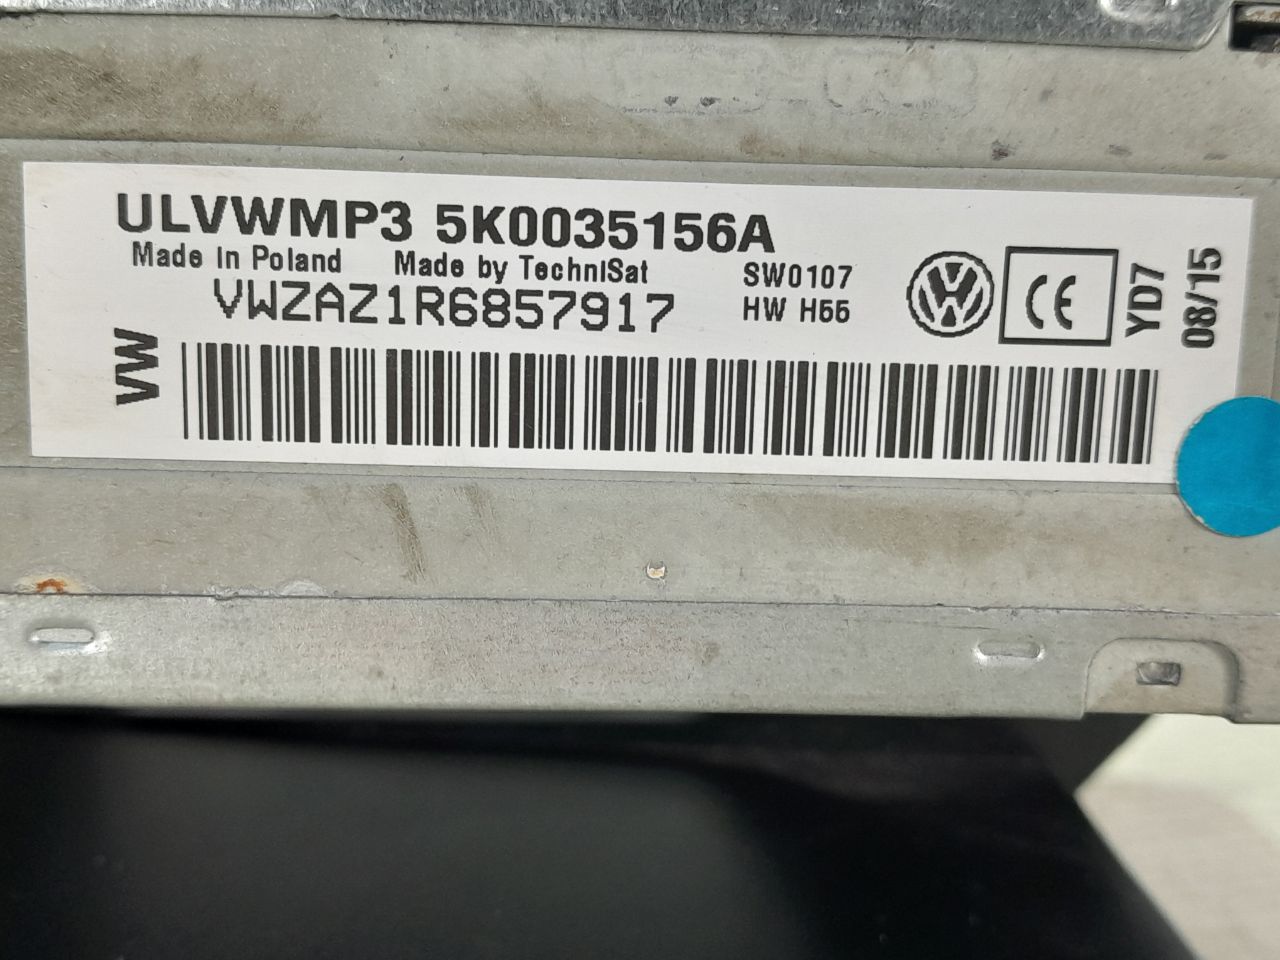 ULVWMP3 5K0035156A
Made in Poland Made by TechniSat
SW0107
VWZAZ1R6857917
HW H55
VW
CE
YD7
08/15